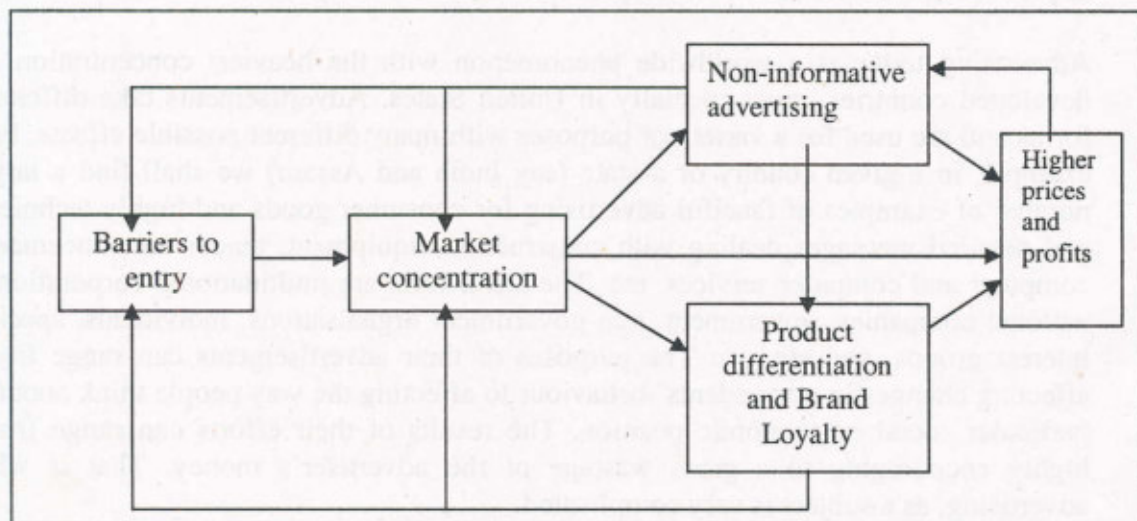 Non-informative
advertising
Higher
prices
and
profits
Barriers to
entry
Market
concentration
Product
differentiation
and Brand
Loyalty